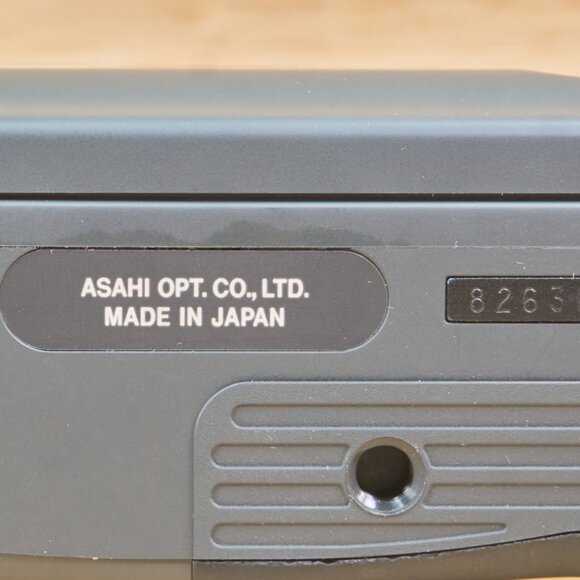 ASAHI OPT. CO., LTD.
MADE IN JAPAN
8263